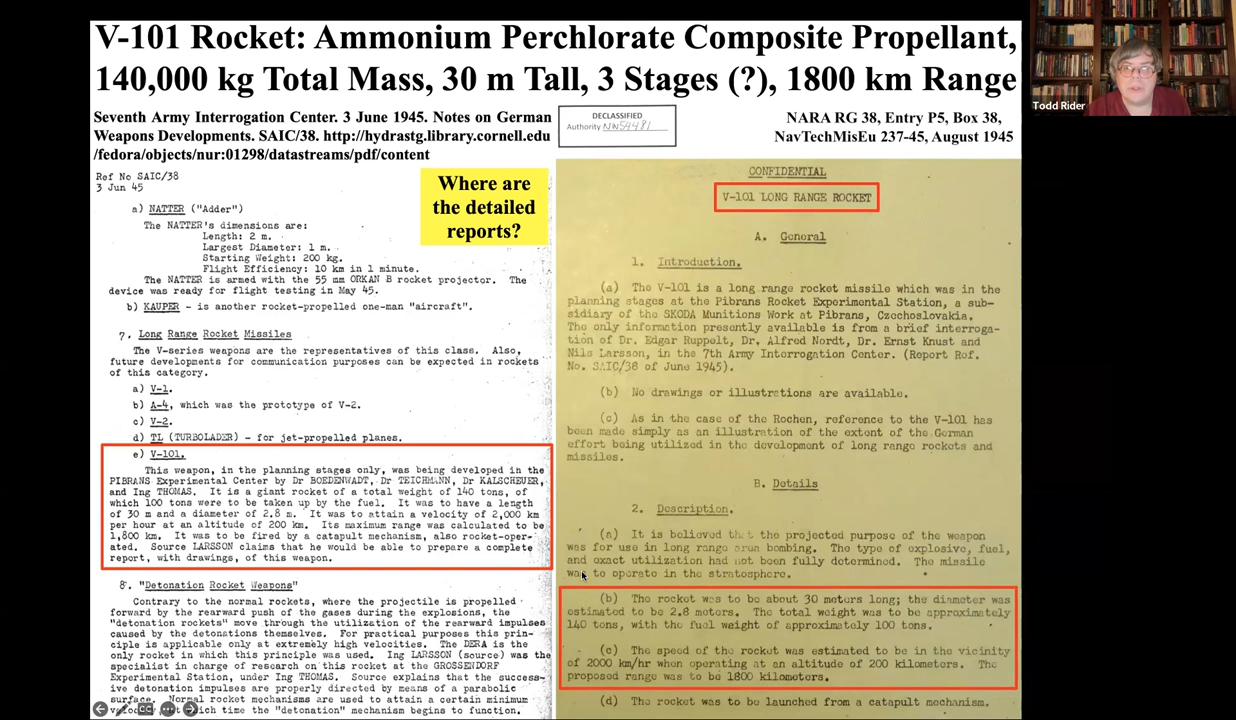 V-101 Rocket: Ammonium Perchlorate Composite Propellant,
140,000 kg Total Mass, 30 m Tall, 3 Stages (?), 1800 km Range
Todd Rider
Seventh Army Interrogation Center. 3 June 1945. Notes on German
Weapons Developments. SAIC/38. http://hydrastg.library.cornell.edu
/fedora/objects/nur:01298/datastreams/pdf/content
DECLASSIFIED
Authority NW54481
NARA RG 38, Entry P5, Box 38,
NavTechMisEu 237-45, August 1945
Where are
the detailed
reports?
Ref No SAIC/38
3 Jun 45
a) NATTER ("Adder")
The NATTER's dimensions are:
Length: 2 m.
Largest Diameter: 1 m.
Starting Weight: 200 kg.
Flight Efficiency: 10 km in 1 minute.
The NATTER is armed with the 55 mm ORKAN B rocket projector. The
device was ready for flight testing in May 45.
b) KAUPER - is another rocket-propelled one-man "aircraft".
7. Long Range Rocket Missiles
The V-series weapons are the representatives of this class. Also,
future developments for communication purposes can be expected in rockets
of this category.
a) V-1.
b) A-4, which was the prototype of V-2.
c) V-2.
d) TL (TURBOLADER) - for jet-propelled planes.
e) V-101.
This weapon, in the planning stages only, was being developed in the
PIBRANS Experimental Center by Dr BOEDENWADT, Dr TEICHMANN, Dr KALSCHEUER,
and Ing THOMAS. It is a giant rocket of a total weight of 140 tons, of
which 100 tons were to be taken up by the fuel. It was to have a length
of 30 m and a diameter of 2.8 m. It was to attain a velocity of 2,000 km
per hour at an altitude of 200 km. Its maximum range was calculated to be
1,800 km. It was to be fired by a catapult mechanism, also rocket-oper-
ated. Source LARSSON claims that he would be able to prepare a complete
report, with drawings, of this weapon.
8. "Detonation Rocket Weapons"
Contrary to the normal rockets, where the projectile is propelled
forward by the rearward push of the gases during the explosions, the
"detonation rockets" move through the utilization of the rearward impulses
caused by the detonations themselves. For practical purposes this prin-
ciple is applicable only at extremely high velocities. The DERA is the
only rocket in which this principle was used. Ing LARSSON (source) was the
specialist in charge of research on this rocket at the GROSSENDORF
Experimental Station, under Ing THOMAS. Source explains that the success-
ive detonation impulses are properly directed by means of a parabolic
surface. Normal rocket mechanisms are used to attain a certain minimum
which time the "detonation" mechanism begins to function.
CONFIDENTIAL
V-101 LONG RANGE ROCKET
A. General
1. Introduction.
(a) The V-101 is a long range rocket missile which was in the
planning stages at the Pibrans Rocket Experimental Station, a sub-
sidiary of the SKODA Munitions Work at Pibrans, Czechoslovakia.
The only information presently available is from a brief interroga-
tion of Dr. Edgar Ruppelt, Dr. Alfred Nordt, Dr. Ernst Knust and
Nils Larsson, in the 7th Army Interrogation Center. (Report Ref.
No. SAIC/38 of June 1945).
(b) No drawings or illustrations are available.
(c) As in the case of the Rochen, reference to the V-101 has
been made simply as an illustration of the extent of the German
effort being utilized in the development of long range rockets and
missiles.
B. Details
2. Description.
(a) It is believed that the projected purpose of the weapon
was for use in long range area bombing. The type of explosive, fuel,
and exact utilization had not been fully determined. The missile
was to operate in the stratosphere.
(b) The rocket was to be about 30 meters long; the diameter was
estimated to be 2.8 meters. The total weight was to be approximately
140 tons, with the fuel weight of approximately 100 tons.
(c) The speed of the rocket was estimated to be in the vicinity
of 2000 km/hr when operating at an altitude of 200 kilometers. The
proposed range was to be 1800 kilometers.
(d) The rocket was to be launched from a catapult mechanism.